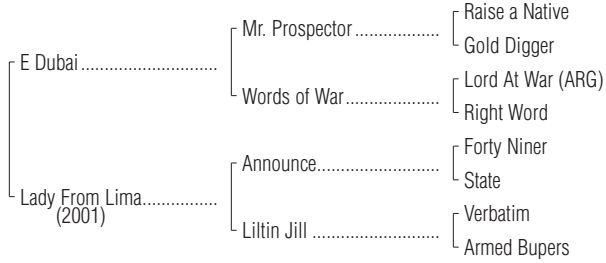 Raise a Native
Mr. Prospector ..................
Gold Digger
E Dubai ............................
Lord At War (ARG)
Words of War....................
Right Word
Forty Niner
Announce.........................
State
Lady From Lima...............
(2001)
Verbatim
Liltin Jill ..........................
Armed Bupers